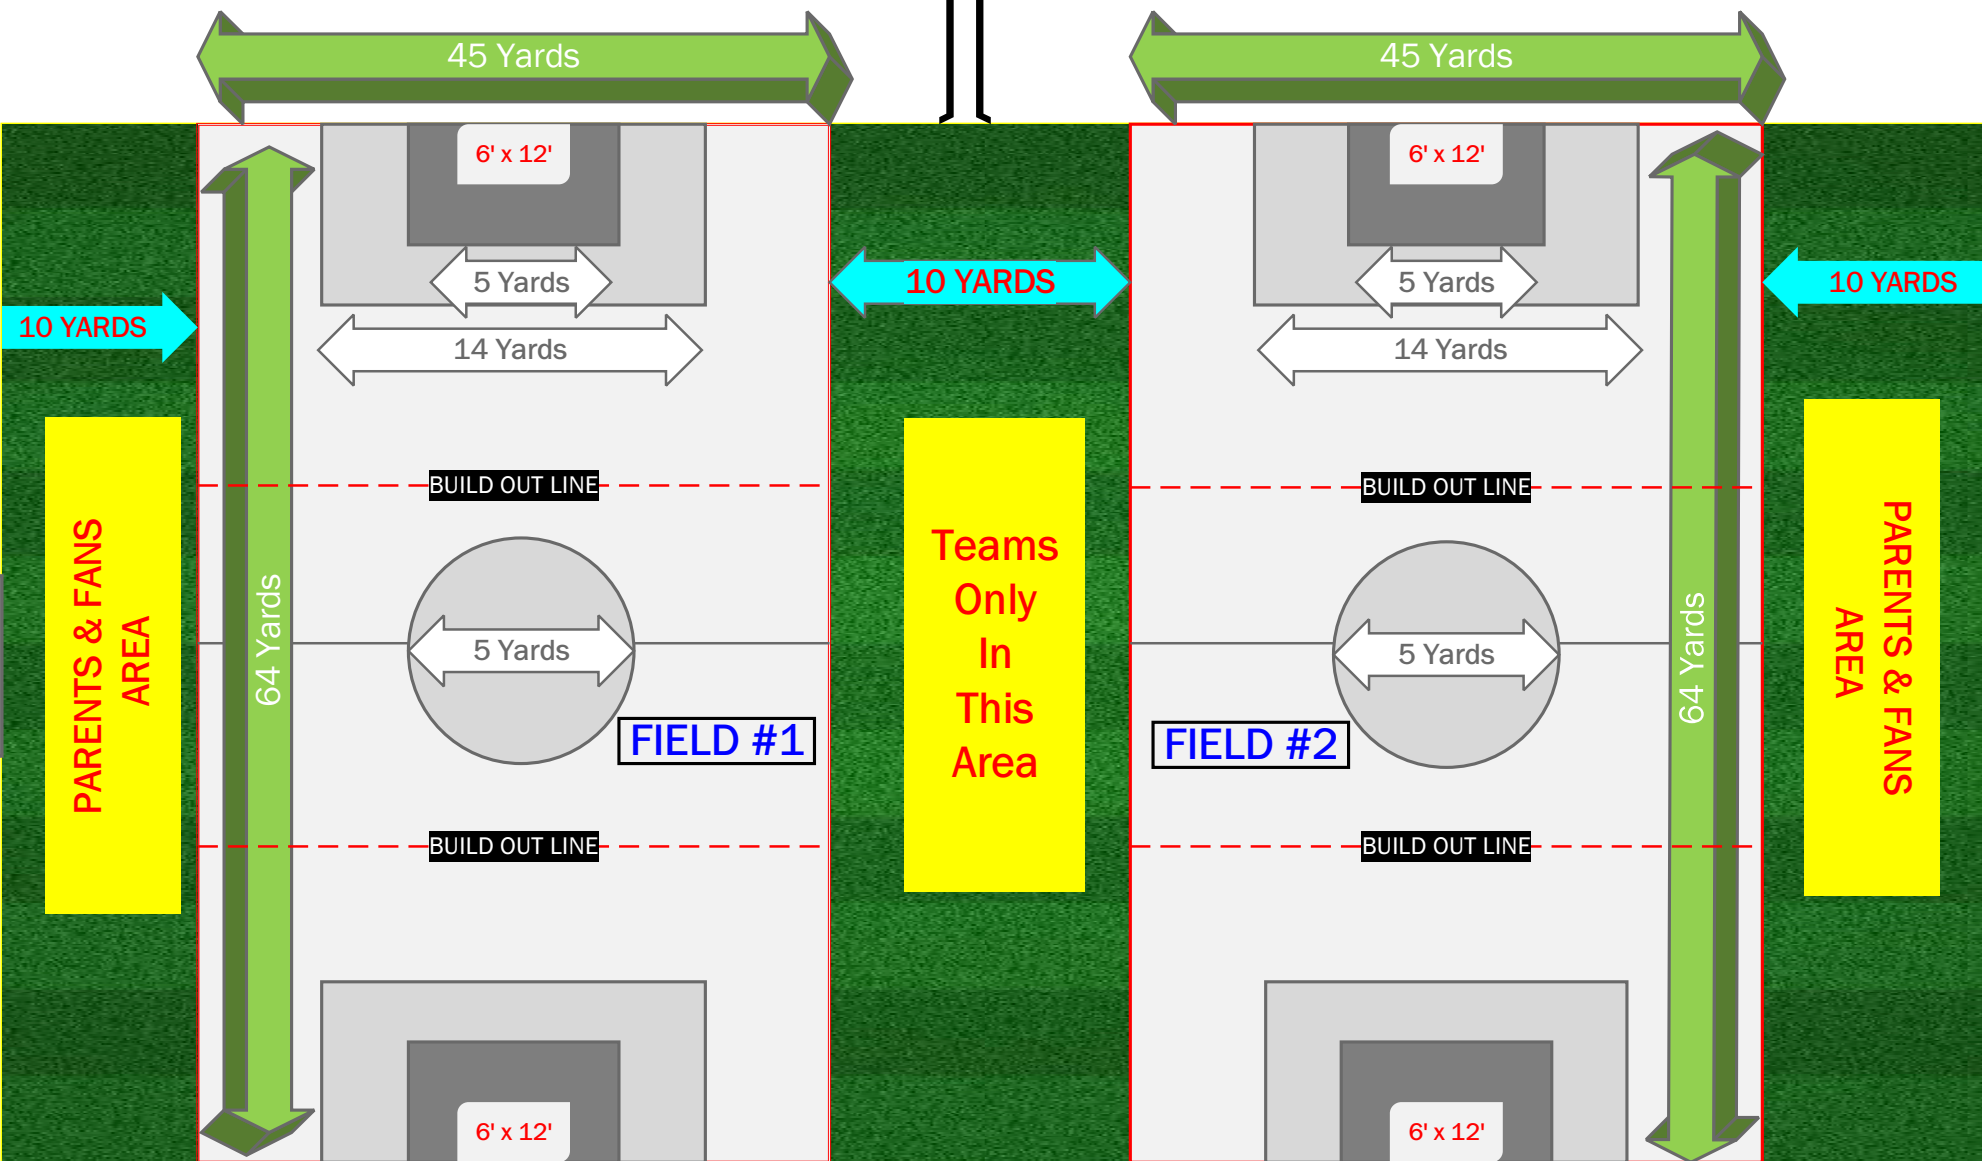 45 Yards
45 Yards
6' x 12'
6' x 12'
5 Yards
10 YARDS
5 Yards
10 YARDS
10 YARDS
14 Yards
14 Yards
BUILD OUT LINE
BUILD OUT LINE
PARENTS & FANS
AREA
64 Yards
5 Yards
Teams
Only
In
This
Area
5 Yards
64 Yards
PARENTS & FANS
AREA
FIELD #1
FIELD #2
BUILD OUT LINE
BUILD OUT LINE
6' x 12'
6' x 12'